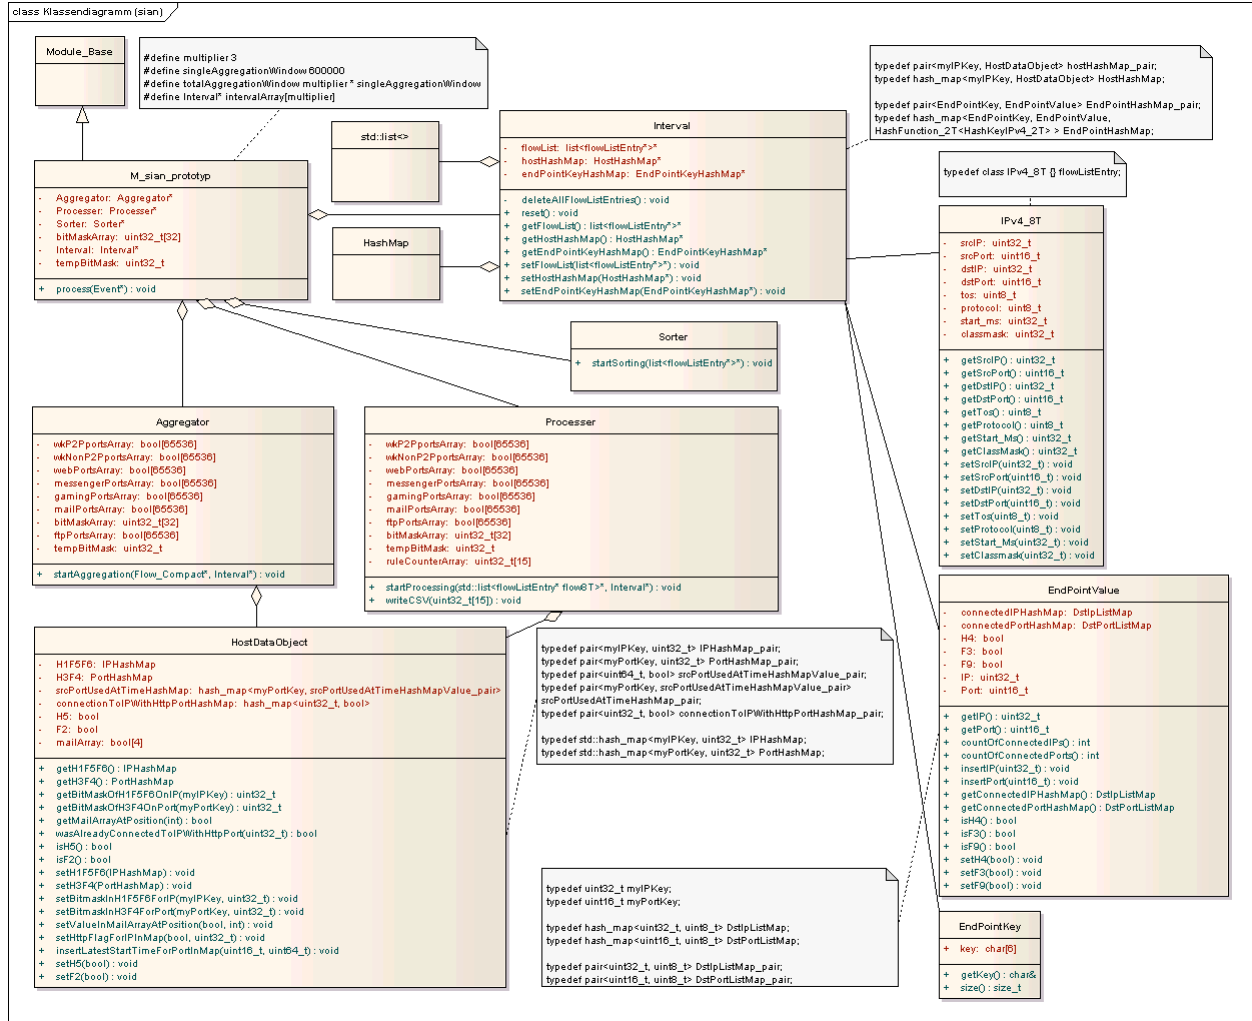 class Klassendiagramm (sian)
Module_Base
#define multiplier 3
#define singleAggregationWindow 600000
#define totalAggregationWindow multiplier * singleAggregationWindow
#define Interval* intervalArray[multiplier]
typedef pair<myIPKey, HostDataObject> hostHashMap_pair;
typedef hash_map<myIPKey, HostDataObject> HostHashMap;
typedef pair<EndPointKey, EndPointValue> EndPointHashMap_pair;
typedef hash_map<EndPointKey, EndPointValue,
HashFunction_2T<HashKeyIPv4_2T> > EndPointHashMap;
std::list<>
Interval
- flowList: list<flowListEntry*>*
- hostHashMap: HostHashMap*
- endPointKeyHashMap: EndPointKeyHashMap*
- deleteAllFlowListEntries() : void
+ reset() : void
+ getFlowList() : list<flowListEntry*>*
+ getHostHashMap() : HostHashMap*
+ getEndPointKeyHashMap() : EndPointKeyHashMap*
+ setFlowList(list<flowListEntry*>*) : void
+ setHostHashMap(HostHashMap*) : void
+ setEndPointKeyHashMap(EndPointKeyHashMap*) : void
HashMap
M_sian_prototyp
- Aggregator: Aggregator*
- Processer: Processer*
- Sorter: Sorter*
- bitMaskArray: uint32_t[32]
- Interval: Interval*
- tempBitMask: uint32_t
+ process(Event*) : void
typedef class IPv4_8T {} flowListEntry;
IPv4_8T
- srcIP: uint32_t
- srcPort: uint16_t
- dstIP: uint32_t
- dstPort: uint16_t
- tos: uint8_t
- protocol: uint8_t
- start_ms: uint32_t
- classmask: uint32_t
+ getSrcIP() : uint32_t
+ getSrcPort() : uint16_t
+ getDstIP() : uint32_t
+ getDstPort() : uint16_t
+ getTos() : uint8_t
+ getProtocol() : uint8_t
+ getStart_Ms() : uint32_t
+ getClassMask() : uint32_t
+ setSrcIP(uint32_t) : void
+ setSrcPort(uint16_t) : void
+ setDstIP(uint32_t) : void
+ setDstPort(uint16_t) : void
+ setTos(uint8_t) : void
+ setProtocol(uint8_t) : void
+ setStart_Ms(uint32_t) : void
+ setClassmask(uint32_t) : void
Sorter
+ startSorting(list<flowListEntry*>*) : void
Aggregator
- wkP2PportsArray: bool[65536]
- wkNonP2PportsArray: bool[65536]
- webPortsArray: bool[65536]
- messengerPortsArray: bool[65536]
- gamingPortsArray: bool[65536]
- mailPortsArray: bool[65536]
- bitMaskArray: uint32_t[32]
- ftpPortsArray: bool[65536]
- tempBitMask: uint32_t
+ startAggregation(Flow_Compact*, Interval*) : void
Processer
- wkP2PportsArray: bool[65536]
- wkNonP2PportsArray: bool[65536]
- webPortsArray: bool[65536]
- messengerPortsArray: bool[65536]
- gamingPortsArray: bool[65536]
- mailPortsArray: bool[65536]
- ftpPortsArray: bool[65536]
- bitMaskArray: uint32_t[32]
- tempBitMask: uint32_t
- ruleCounterArray: uint32_t[15]
+ startProcessing(std::list<flowListEntry* flow8T>*, Interval*) : void
+ writeCSV(uint32_t[15]) : void
HostDataObject
- H1F5F6: IPHashMap
- H3F4: PortHashMap
- srcPortUsedAtTimeHashMap: hash_map<myPortKey, srcPortUsedAtTimeHashMapValue_pair>
- connectionToIPWithHttpPortHashMap: hash_map<uint32_t, bool>
- H5: bool
- F2: bool
- mailArray: bool[4]
+ getH1F5F6() : IPHashMap
+ getH3F4() : PortHashMap
+ getBitMaskOfH1F5F6OnIP(myIPKey) : uint32_t
+ getBitMaskOfH3F4OnPort(myPortKey) : uint32_t
+ getMailArrayAtPosition(int) : bool
+ wasAlreadyConnectedToIPWithHttpPort(uint32_t) : bool
+ isH5() : bool
+ isF2() : bool
+ setH1F5F6(IPHashMap) : void
+ setH3F4(PortHashMap) : void
+ setBitmaskInH1F5F6ForIP(myIPKey, uint32_t) : void
+ setBitmaskInH3F4ForPort(myPortKey, uint32_t) : void
+ setValueInMailArrayAtPosition(bool, int) : void
+ setHttpFlagForIPInMap(bool, uint32_t) : void
+ insertLatestStartTimeForPortInMap(uint16_t, uint64_t) : void
+ setH5(bool) : void
+ setF2(bool) : void
typedef pair<myIPKey, uint32_t> IPHashMap_pair;
typedef pair<myPortKey, uint32_t> PortHashMap_pair;
typedef pair<uint64_t, bool> srcPortUsedAtTimeHashMapValue_pair;
typedef pair<myPortKey, srcPortUsedAtTimeHashMapValue_pair>
srcPortUsedAtTimeHashMap_pair;
typedef pair<uint32_t, bool> connectionToIPWithHttpPortHashMap_pair;
typedef std::hash_map<myIPKey, uint32_t> IPHashMap;
typedef std::hash_map<myPortKey, uint32_t> PortHashMap;
EndPointValue
- connectedIPHashMap: DstIpListMap
- connectedPortHashMap: DstPortListMap
- H4: bool
- F3: bool
- F9: bool
- IP: uint32_t
- Port: uint16_t
+ getIP() : uint32_t
+ getPort() : uint16_t
+ countOfConnectedIPs() : int
+ countOfConnectedPorts() : int
+ insertIP(uint32_t) : void
+ insertPort(uint16_t) : void
+ getConnectedIPHashMap() : DstIpListMap
+ getConnectedPortHashMap() : DstPortListMap
+ isH4() : bool
+ isF3() : bool
+ isF9() : bool
+ setH4(bool) : void
+ setF3(bool) : void
+ setF9(bool) : void
typedef uint32_t myIPKey;
typedef uint16_t myPortKey;
typedef hash_map<uint32_t, uint8_t> DstIpListMap;
typedef hash_map<uint16_t, uint8_t> DstPortListMap;
typedef pair<uint32_t, uint8_t> DstIpListMap_pair;
typedef pair<uint16_t, uint8_t> DstPortListMap_pair;
EndPointKey
+ key: char[6]
+ getKey() : char&
+ size() : size_t